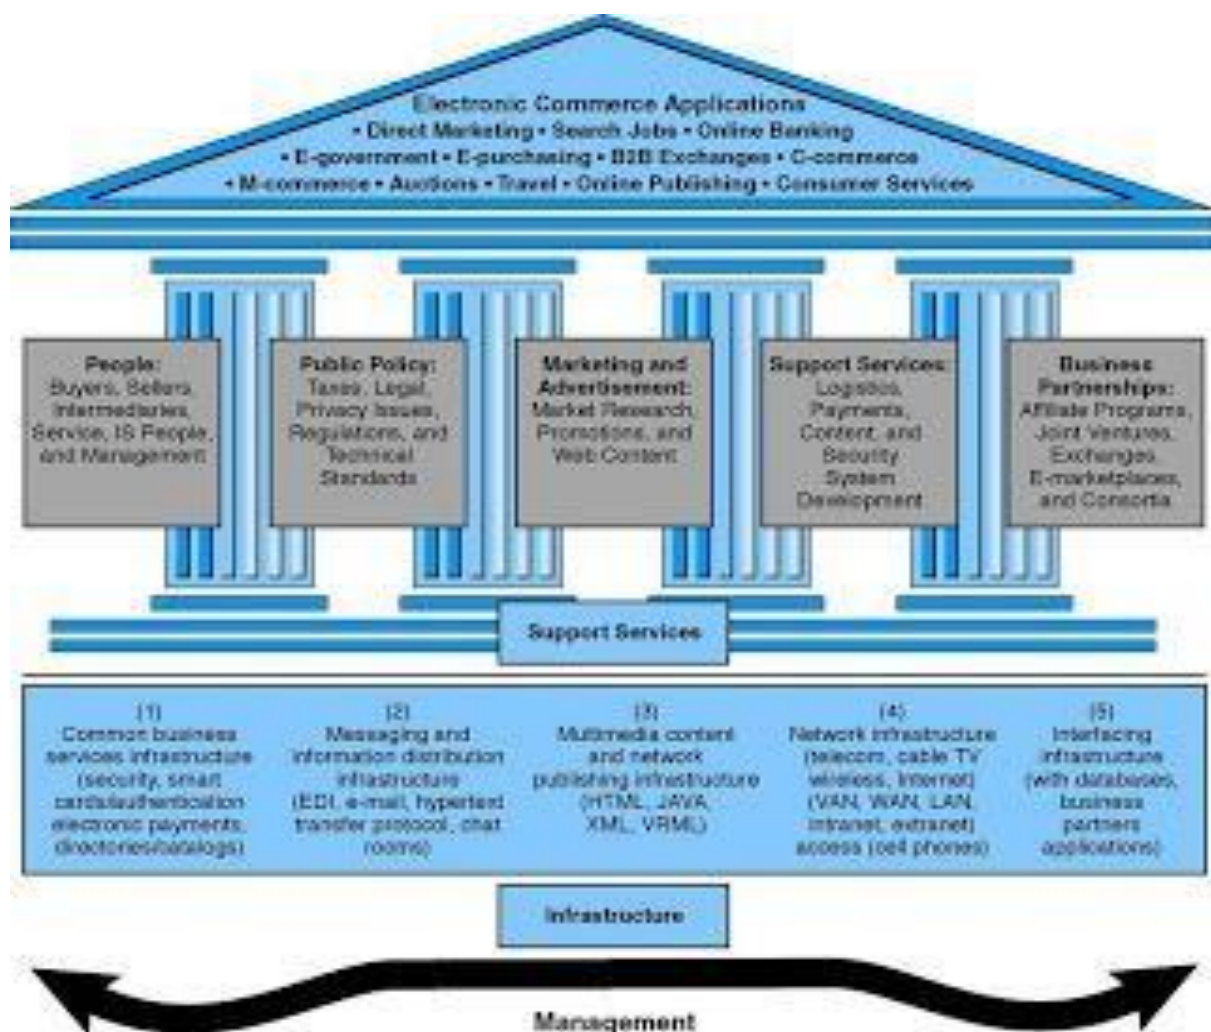 Electronic Commerce Applications
• Direct Marketing • Search Jobs • Online Banking
• E-government • E-purchasing • B2B Exchanges • C-commerce
• M-commerce • Auctions • Travel • Online Publishing • Consumer Services
People:
Buyers, Sellers,
Intermediaries,
Service, IS People,
and Management
Public Policy:
Taxes, Legal,
Privacy Issues,
Regulations, and
Technical
Standards
Marketing and
Advertisement:
Market Research,
Promotions, and
Web Content
Support Services:
Logistics,
Payments,
Content, and
Security
System
Development
Business
Partnerships:
Affiliate Programs,
Joint Ventures,
Exchanges,
E-marketplaces,
and Consortia
Support Services
(1)
Common business
services infrastructure
(security, smart
cards/authentication
electronic payments,
directories/catalogs)
(2)
Messaging and
information distribution
infrastructure
(EDI, e-mail, hypertext
transfer protocol, chat
rooms)
(3)
Multimedia content
and network
publishing infrastructure
(HTML, JAVA,
XML, VRML)
(4)
Network infrastructure
(telecom, cable TV
wireless, Internet)
(VAN, WAN, LAN,
intranet, extranet)
access (cell phones)
(5)
Interfacing
infrastructure
(with databases,
business
partners
applications)
Infrastructure
Management